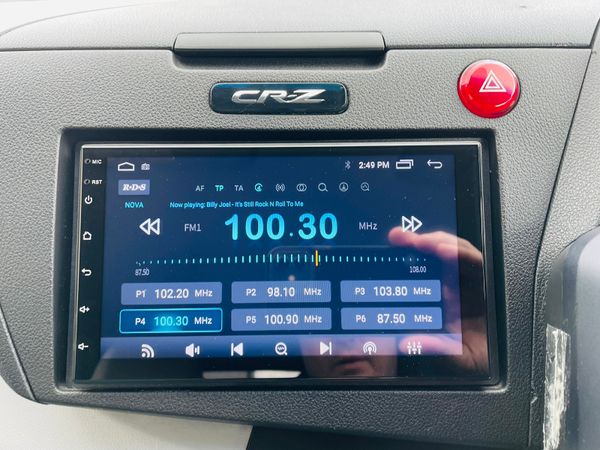 CR-Z
MIC
2:49 PM
RST
R·D·S
AF TP TA
NOVA
Now playing: Billy Joel - It's Still Rock N Roll To Me
FM1 100.30 MHz
87.50 108.00
P1 102.20 MHz P2 98.10 MHz P3 103.80 MHz
P4 100.30 MHz P5 100.90 MHz P6 87.50 MHz